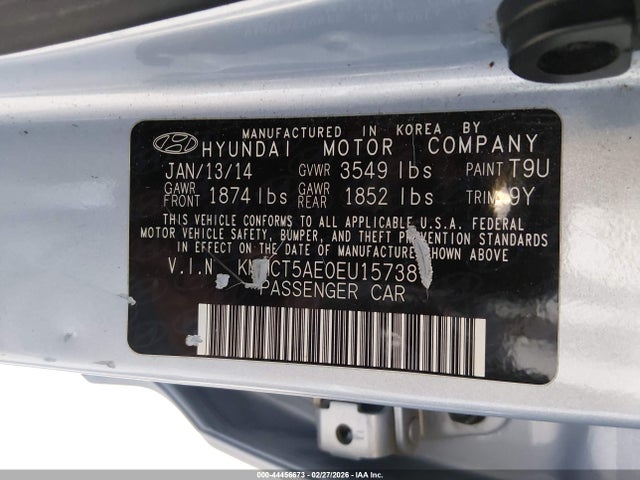 MANUFACTURED IN KOREA BY
HYUNDAI MOTOR COMPANY
JAN/13/14 GVWR 3549 lbs PAINT T9U
GAWR FRONT 1874 lbs GAWR REAR 1852 lbs TRIM 9Y
THIS VEHICLE CONFORMS TO ALL APPLICABLE U.S.A. FEDERAL
MOTOR VEHICLE SAFETY, BUMPER, AND THEFT PREVENTION STANDARDS
IN EFFECT ON THE DATE OF MANUFACTURE SHOWN ABOVE
V.I.N
PASSENGER CAR
000-44456673 - 02/27/2026 - IAA Inc.